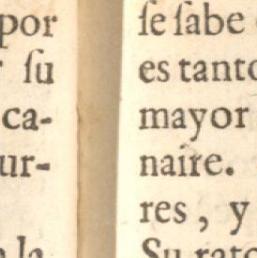 por
ſu
ca-
ur-
la
ſe ſabe
es tanto
mayor
naire.
res, y
Su rato